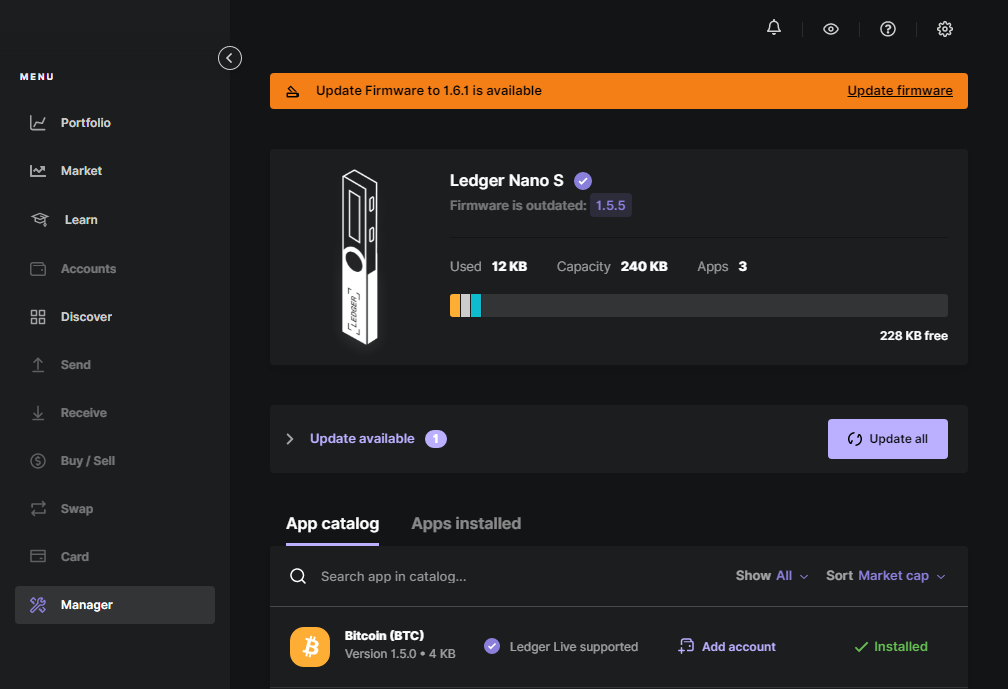 MENU
Portfolio
Market
Learn
Accounts
Discover
Send
Receive
Buy / Sell
Swap
Card
Manager
Update Firmware to 1.6.1 is available Update firmware
LEDGER
Ledger Nano S
Firmware is outdated: 1.5.5
Used 12 KB Capacity 240 KB Apps 3
228 KB free
Update available 1 Update all
App catalog Apps installed
Search app in catalog... Show All Sort Market cap
Bitcoin (BTC)
Version 1.5.0 • 4 KB Ledger Live supported Add account Installed